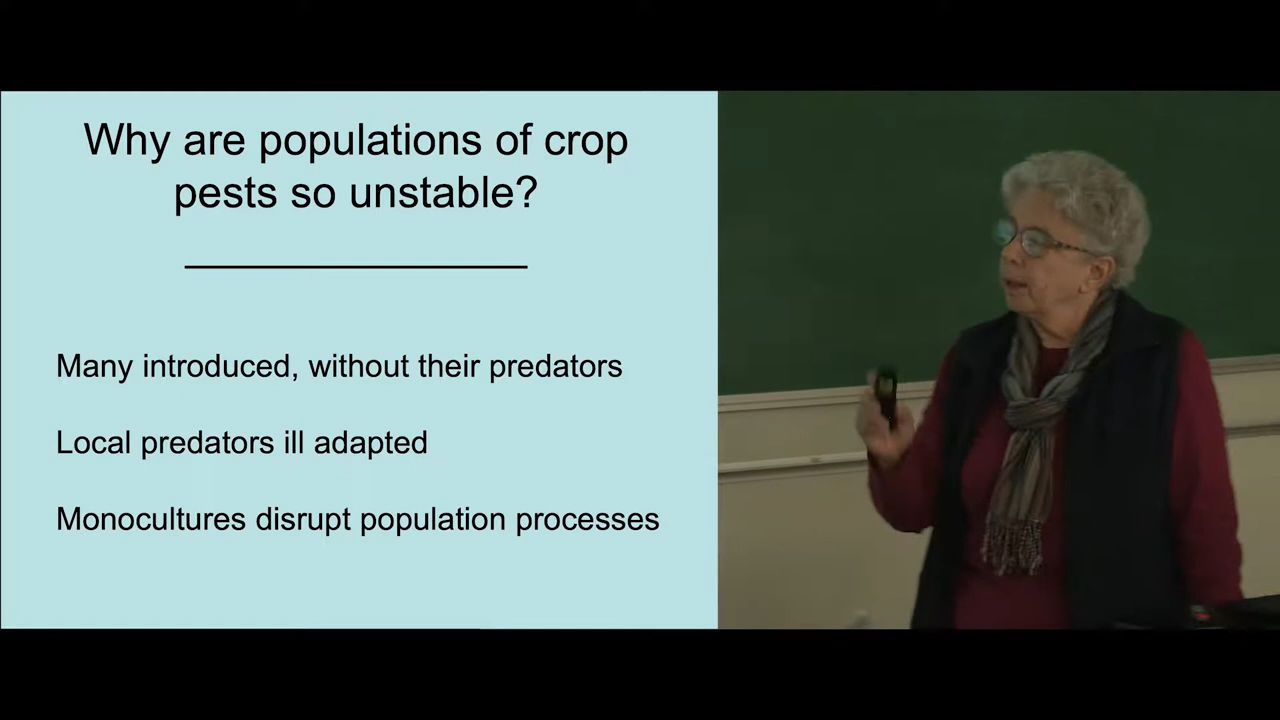 Why are populations of crop
pests so unstable?
Many introduced, without their predators
Local predators ill adapted
Monocultures disrupt population processes